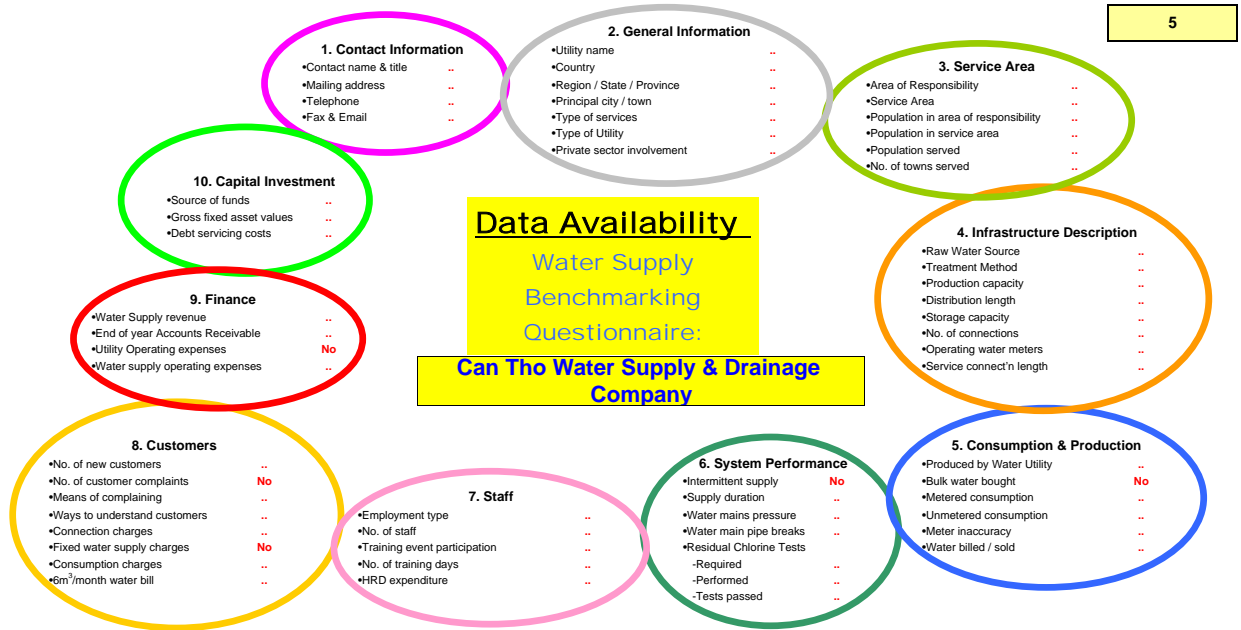 5
1. Contact Information
•Contact name & title ..
•Mailing address ..
•Telephone ..
•Fax & Email ..
2. General Information
•Utility name ..
•Country ..
•Region / State / Province ..
•Principal city / town ..
•Type of services ..
•Type of Utility ..
•Private sector involvement ..
3. Service Area
•Area of Responsibility ..
•Service Area ..
•Population in area of responsibility ..
•Population in service area ..
•Population served ..
•No. of towns served ..
10. Capital Investment
•Source of funds ..
•Gross fixed asset values ..
•Debt servicing costs ..
Data Availability
Water Supply
Benchmarking
Questionnaire:
Can Tho Water Supply & Drainage
Company
4. Infrastructure Description
•Raw Water Source ..
•Treatment Method ..
•Production capacity ..
•Distribution length ..
•Storage capacity ..
•No. of connections ..
•Operating water meters ..
•Service connect'n length ..
9. Finance
•Water Supply revenue ..
•End of year Accounts Receivable ..
•Utility Operating expenses No
•Water supply operating expenses ..
8. Customers
•No. of new customers ..
•No. of customer complaints No
•Means of complaining ..
•Ways to understand customers ..
•Connection charges ..
•Fixed water supply charges No
•Consumption charges ..
•6m³/month water bill ..
7. Staff
•Employment type ..
•No. of staff ..
•Training event participation ..
•No. of training days ..
•HRD expenditure ..
6. System Performance
•Intermittent supply No
•Supply duration ..
•Water mains pressure ..
•Water main pipe breaks ..
•Residual Chlorine Tests
-Required ..
-Performed ..
-Tests passed ..
5. Consumption & Production
•Produced by Water Utility ..
•Bulk water bought No
•Metered consumption ..
•Unmetered consumption ..
•Meter inaccuracy ..
•Water billed / sold ..